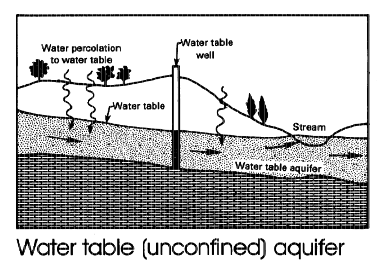 Water percolation
to water table
Water table
well
Water table
Stream
Water table aquifer
Water table (unconfined) aquifer